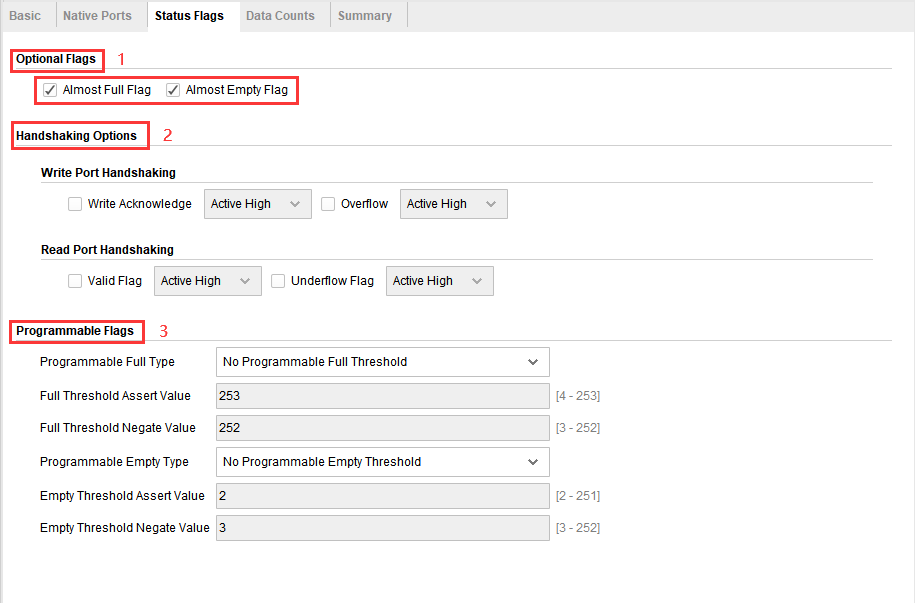 Basic Native Ports Status Flags Data Counts Summary
Optional Flags 1
Almost Full Flag Almost Empty Flag
Handshaking Options 2
Write Port Handshaking
Write Acknowledge Active High Overflow Active High
Read Port Handshaking
Valid Flag Active High Underflow Flag Active High
Programmable Flags 3
Programmable Full Type No Programmable Full Threshold
Full Threshold Assert Value 253 [4 - 253]
Full Threshold Negate Value 252 [3 - 252]
Programmable Empty Type No Programmable Empty Threshold
Empty Threshold Assert Value 2 [2 - 251]
Empty Threshold Negate Value 3 [3 - 252]